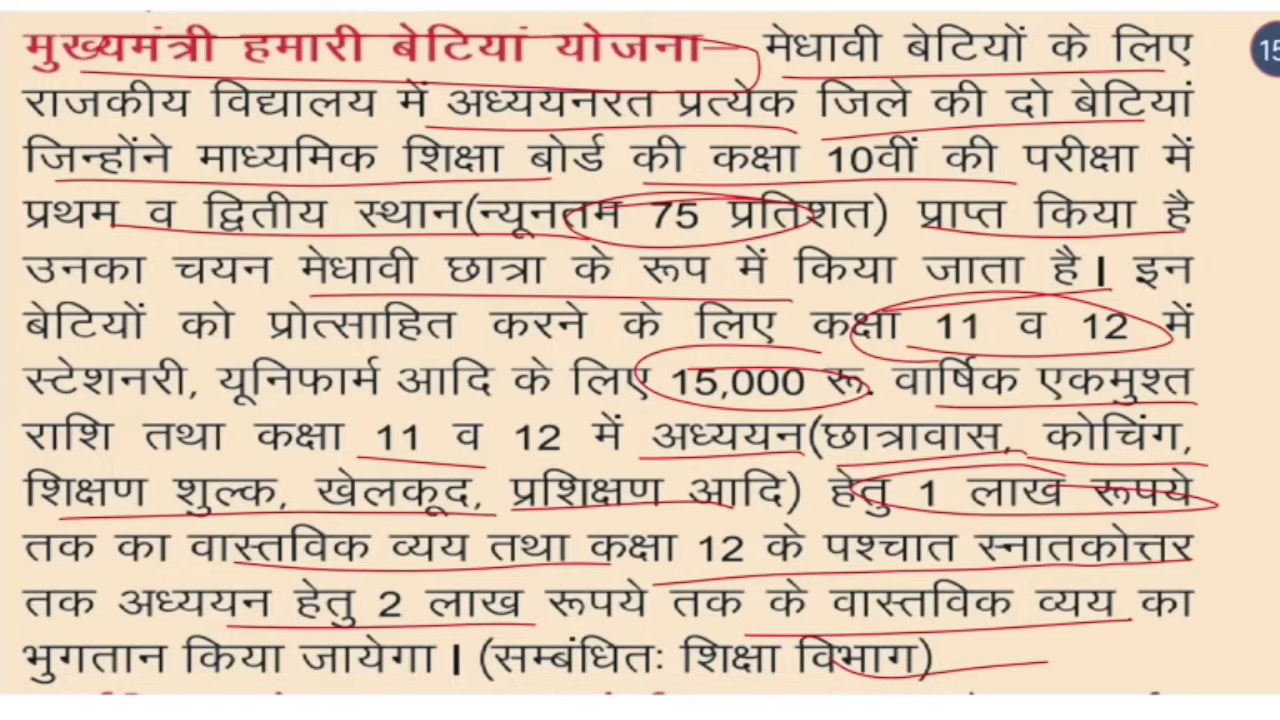 मुख्यमंत्री हमारी बेटियां योजना– मेधावी बेटियों के लिए
15
राजकीय विद्यालय में अध्ययनरत प्रत्येक जिले की दो बेटियां
जिन्होंने माध्यमिक शिक्षा बोर्ड की कक्षा 10वीं की परीक्षा में
प्रथम व द्वितीय स्थान(न्यूनतम 75 प्रतिशत) प्राप्त किया है
उनका चयन मेधावी छात्रा के रूप में किया जाता है। इन
बेटियों को प्रोत्साहित करने के लिए कक्षा 11 व 12 में
स्टेशनरी, यूनिफार्म आदि के लिए 15,000 रू. वार्षिक एकमुश्त
राशि तथा कक्षा 11 व 12 में अध्ययन(छात्रावास, कोचिंग,
शिक्षण शुल्क, खेलकूद, प्रशिक्षण आदि) हेतु 1 लाख रूपये
तक का वास्तविक व्यय तथा कक्षा 12 के पश्चात स्नातकोत्तर
तक अध्ययन हेतु 2 लाख रूपये तक के वास्तविक व्यय का
भुगतान किया जायेगा। (सम्बंधितः शिक्षा विभाग)